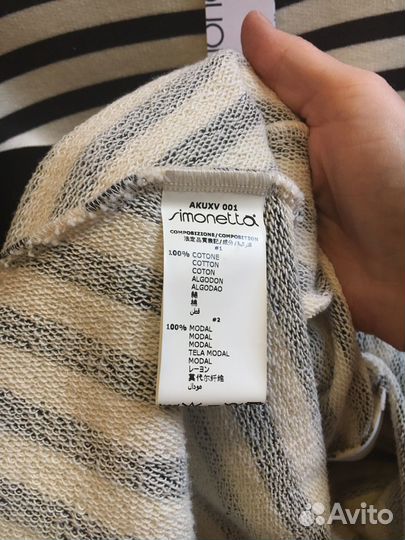 AKUXV 001
simonetta
COMPOSIZIONE/COMPOSITION
#1
100% COTONE
COTTON
COTON
ALGODON
ALGODAO
綿
棉
قطن
#2
100% MODAL
MODAL
MODAL
TELA MODAL
MODAL
レーヨン
莫代尔纤维
مودال
Avito